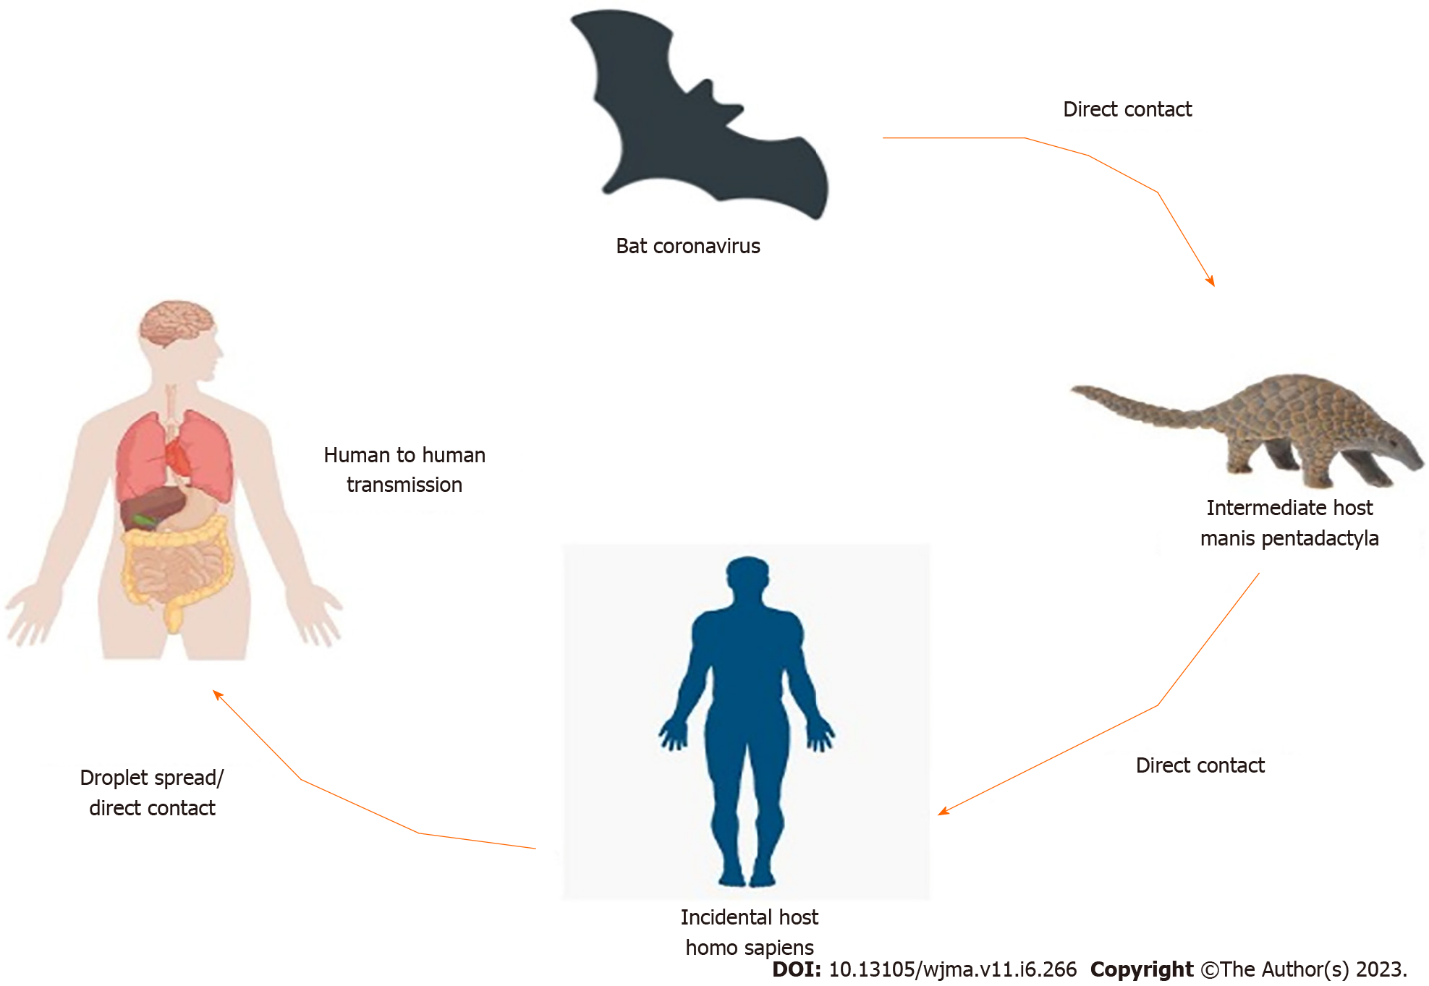 Direct contact
Bat coronavirus
Human to human
transmission
Intermediate host
manis pentadactyla
Direct contact
Droplet spread/
direct contact
Incidental host
homo sapiens
DOI: 10.13105/wjma.v11.i6.266 Copyright ©The Author(s) 2023.